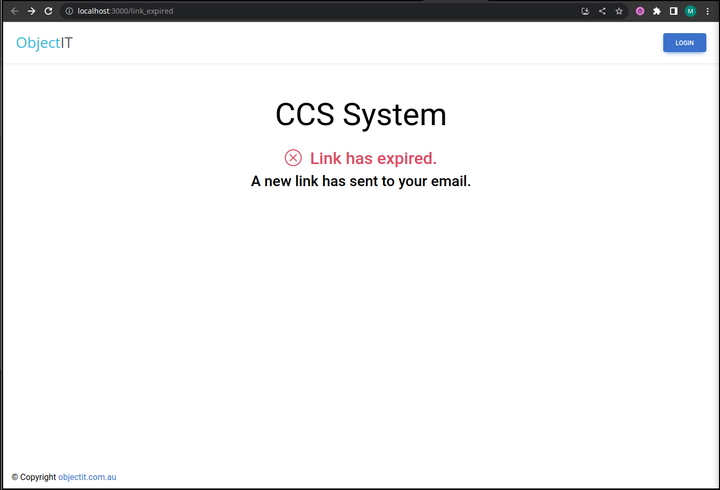 localhost:3000/link_expired
M
ObjectIT
LOGIN
CCS System
Link has expired.
A new link has sent to your email.
© Copyright objectit.com.au